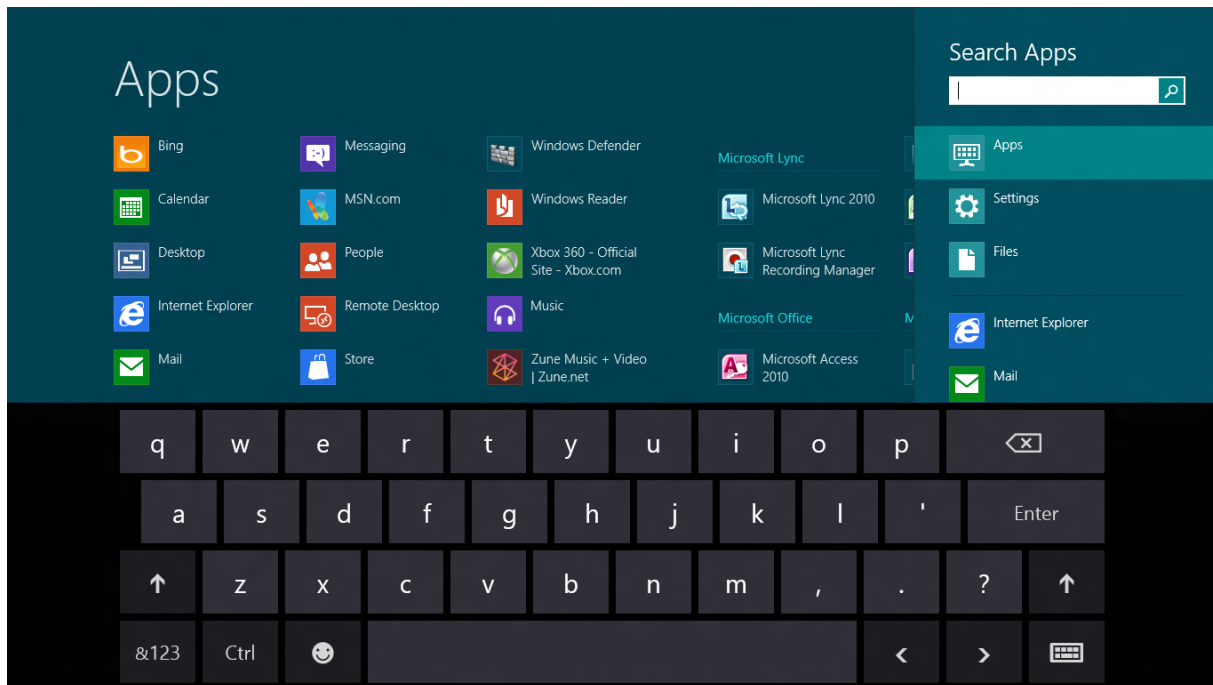 Apps
Bing
Calendar
Desktop
Internet Explorer
Mail
Messaging
MSN.com
People
Remote Desktop
Store
Windows Defender
Windows Reader
Xbox 360 - Official
Site - Xbox.com
Music
Zune Music + Video
| Zune.net
Microsoft Lync
Microsoft Lync 2010
Microsoft Lync
Recording Manager
Microsoft Office
Microsoft Access
2010
M
Search Apps
Apps
Settings
Files
Internet Explorer
Mail
q w e r t y u i o p
a s d f g h j k l ' Enter
z x c v b n m , . ?
&123 Ctrl < >